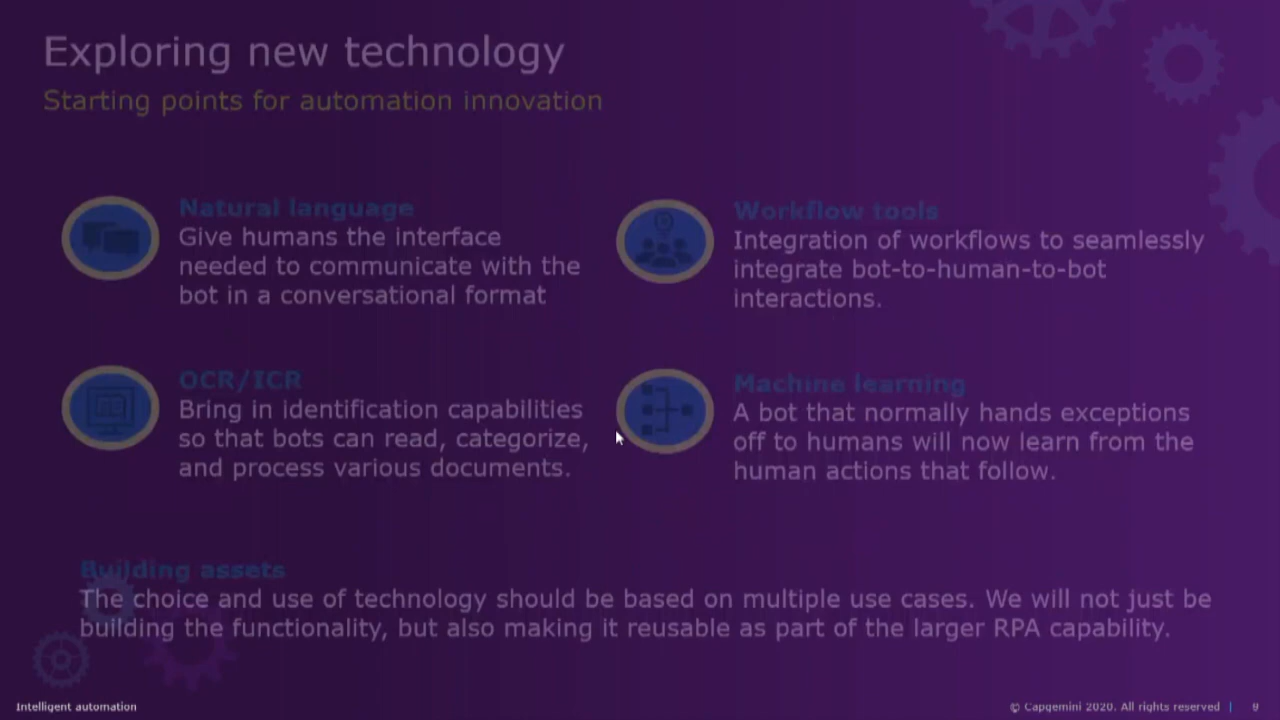 Exploring new technology
Starting points for automation innovation
Natural language
Give humans the interface
needed to communicate with the
bot in a conversational format
Workflow tools
Integration of workflows to seamlessly
integrate bot-to-human-to-bot
interactions.
OCR/ICR
Bring in identification capabilities
so that bots can read, categorize,
and process various documents.
Machine learning
A bot that normally hands exceptions
off to humans will now learn from the
human actions that follow.
Building assets
The choice and use of technology should be based on multiple use cases. We will not just be
building the functionality, but also making it reusable as part of the larger RPA capability.
Intelligent automation
© Capgemini 2020. All rights reserved | 9